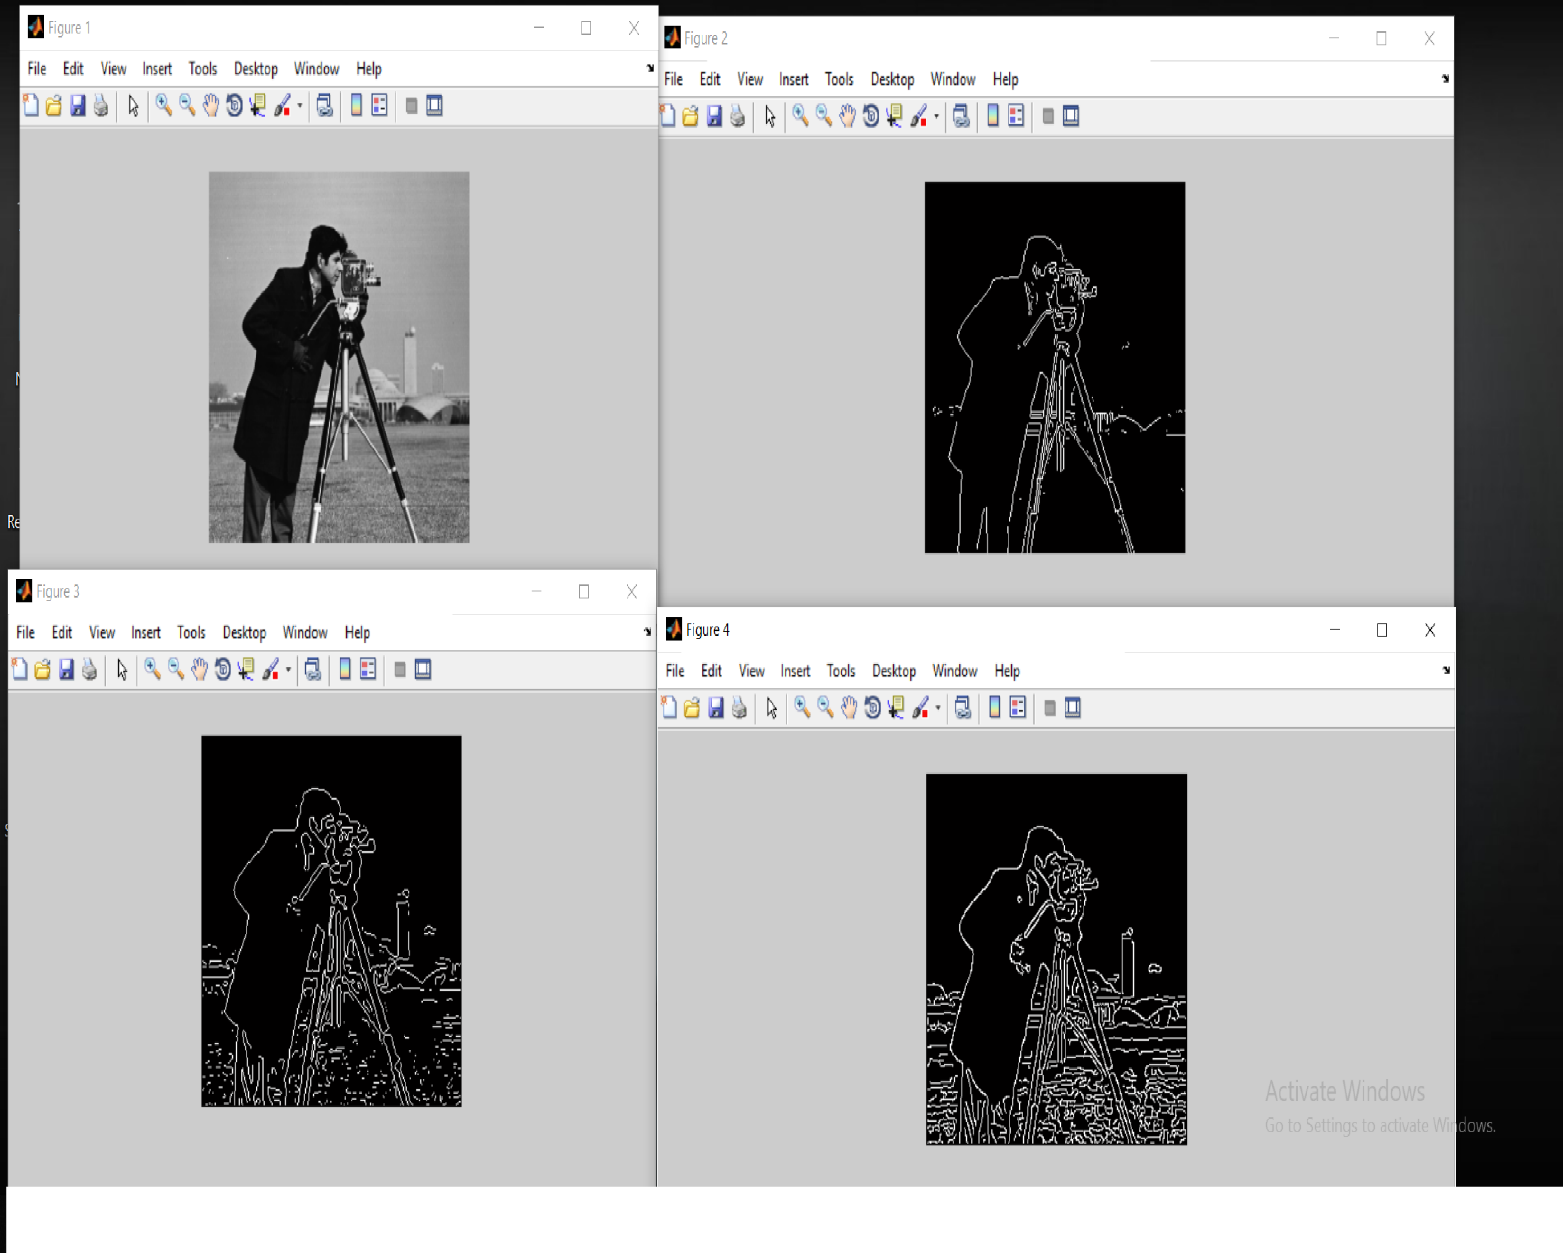 Figure 1
File Edit View Insert Tools Desktop Window Help
Figure 2
File Edit View Insert Tools Desktop Window Help
Re
Figure 3
File Edit View Insert Tools Desktop Window Help
Figure 4
File Edit View Insert Tools Desktop Window Help
Activate Windows
Go to Settings to activate Windows.